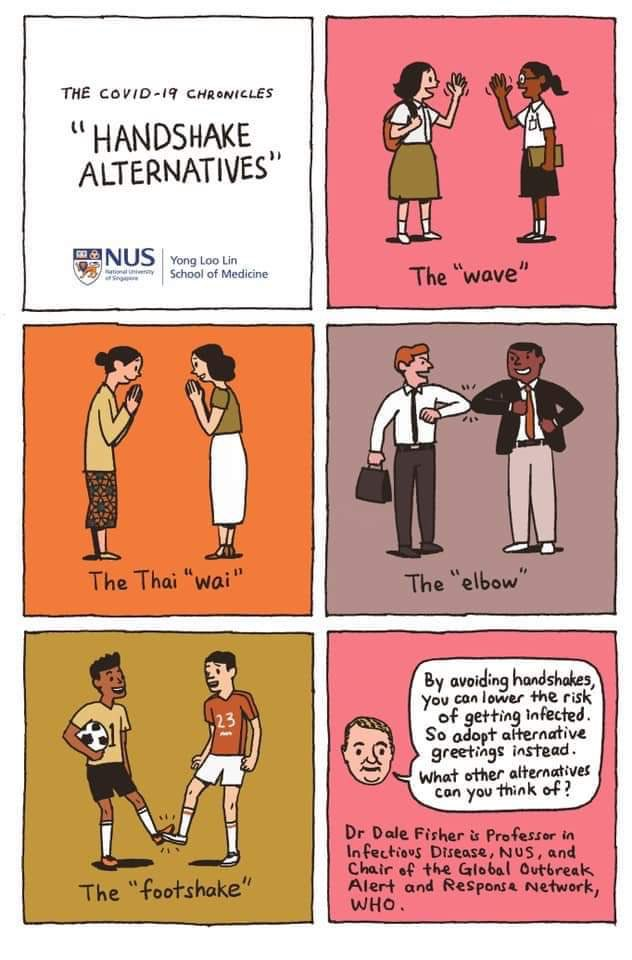 THE COVID-19 CHRONICLES
"HANDSHAKE
ALTERNATIVES"
NUS
National University
of Singapore
Yong Loo Lin
School of Medicine
The "wave"
The Thai "wai"
The "elbow"
1
23
The "footshake"
By avoiding handshakes,
you can lower the risk
of getting infected.
So adopt alternative
greetings instead.
What other alternatives
can you think of?
Dr Dale Fisher is Professor in
Infectious Disease, NUS, and
Chair of the Global Outbreak
Alert and Response Network,
WHO.